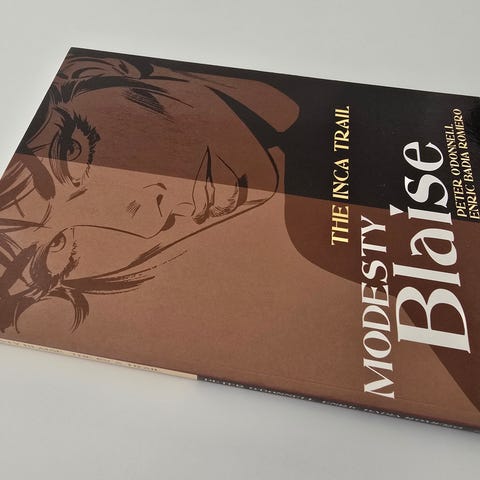 THE INCA TRAIL
MODESTY
Blaise
PETER O'DONNELL
ENRIC BADIA ROMERO